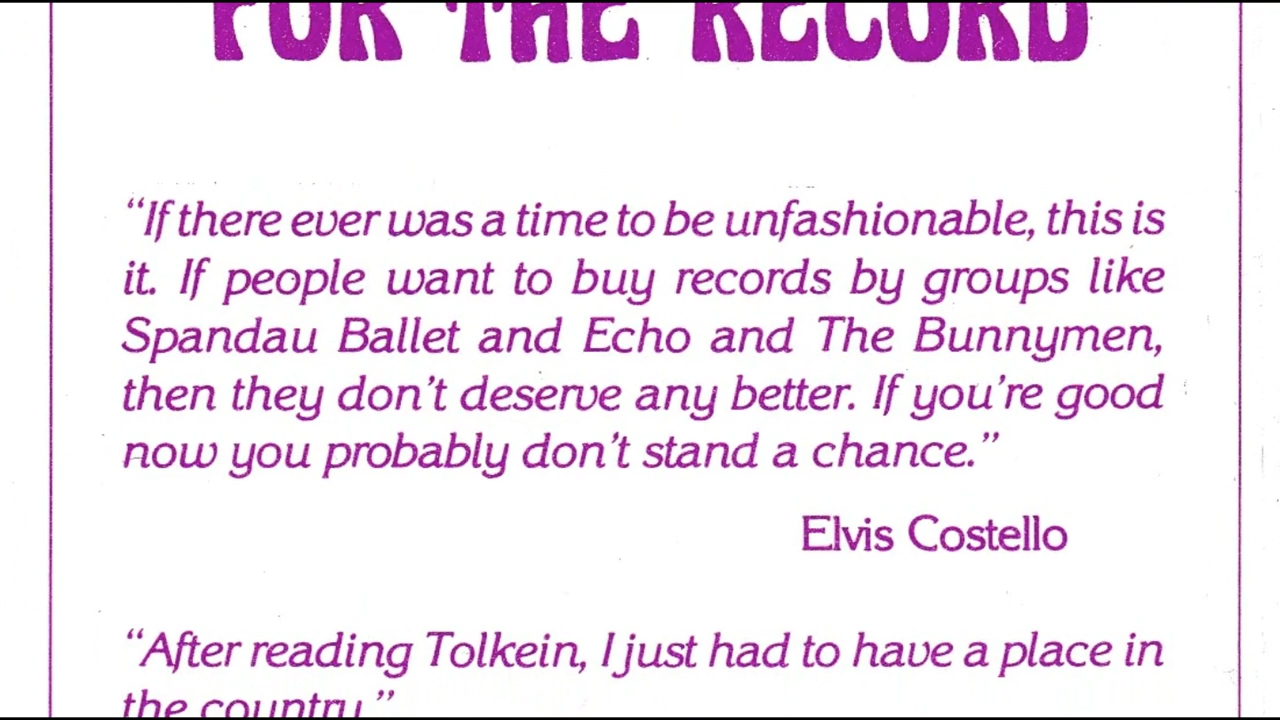 FOR THE RECORD
“If there ever was a time to be unfashionable, this is
it. If people want to buy records by groups like
Spandau Ballet and Echo and The Bunnymen,
then they don’t deserve any better. If you’re good
now you probably don’t stand a chance.”
Elvis Costello
“After reading Tolkein, I just had to have a place in
the country.”